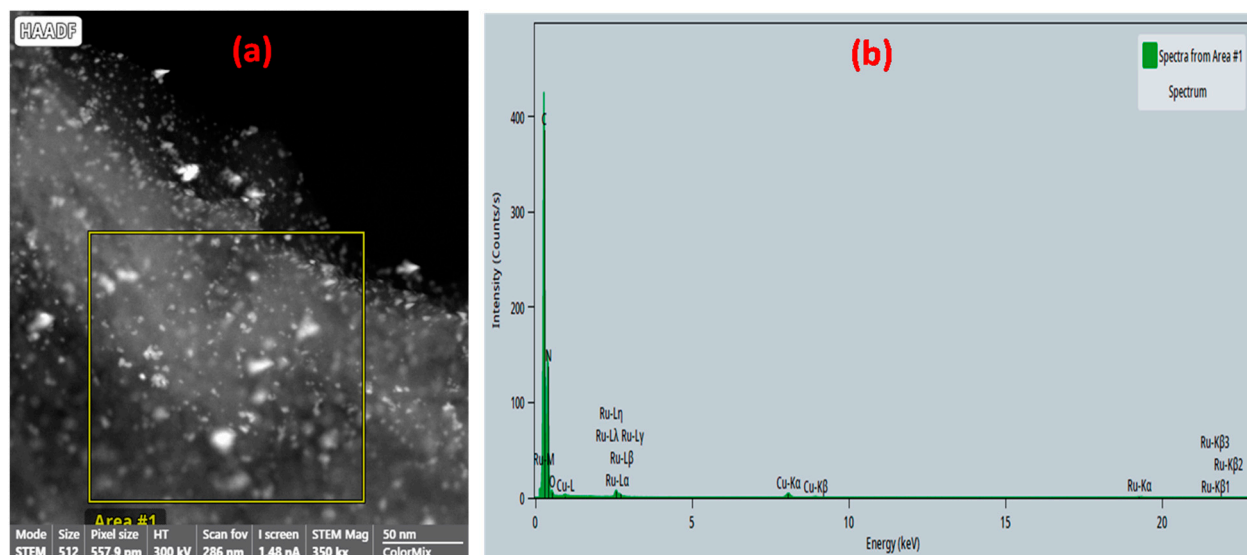 HAADF
(a)
Area #1
Mode Size Pixel size HT Scan fov I screen STEM Mag 50 nm
STEM 512 557.9 pm 300 kV 286 nm 1.48 nA 350 kx ColorMix
(b)
Spectra from Area #1
Spectrum
Intensity (Counts/s)
400
300
200
100
0
C
N
Ru-M
O
Cu-L
Ru-Lη
Ru-Lλ Ru-Lγ
Ru-Lβ
Ru-Lα
Cu-Kα
Cu-Kβ
Ru-Kα
Ru-Kβ3
Ru-Kβ2
Ru-Kβ1
0 5 10 15 20
Energy (keV)